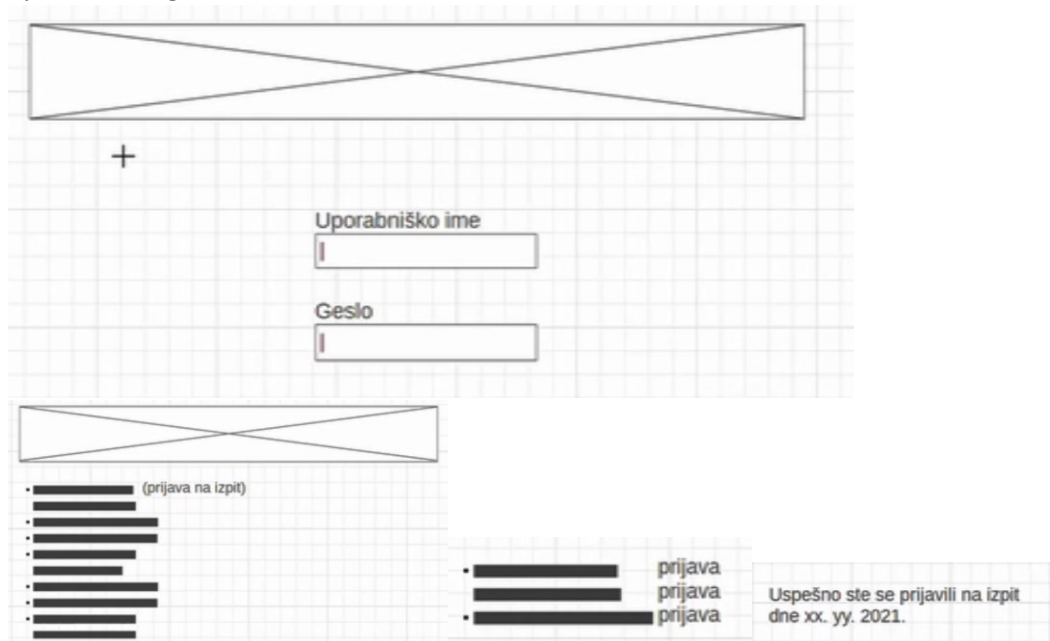 Uporabniško ime
Geslo
(prijava na izpit)
prijava
prijava
prijava
Uspešno ste se prijavili na izpit
dne xx. yy. 2021.